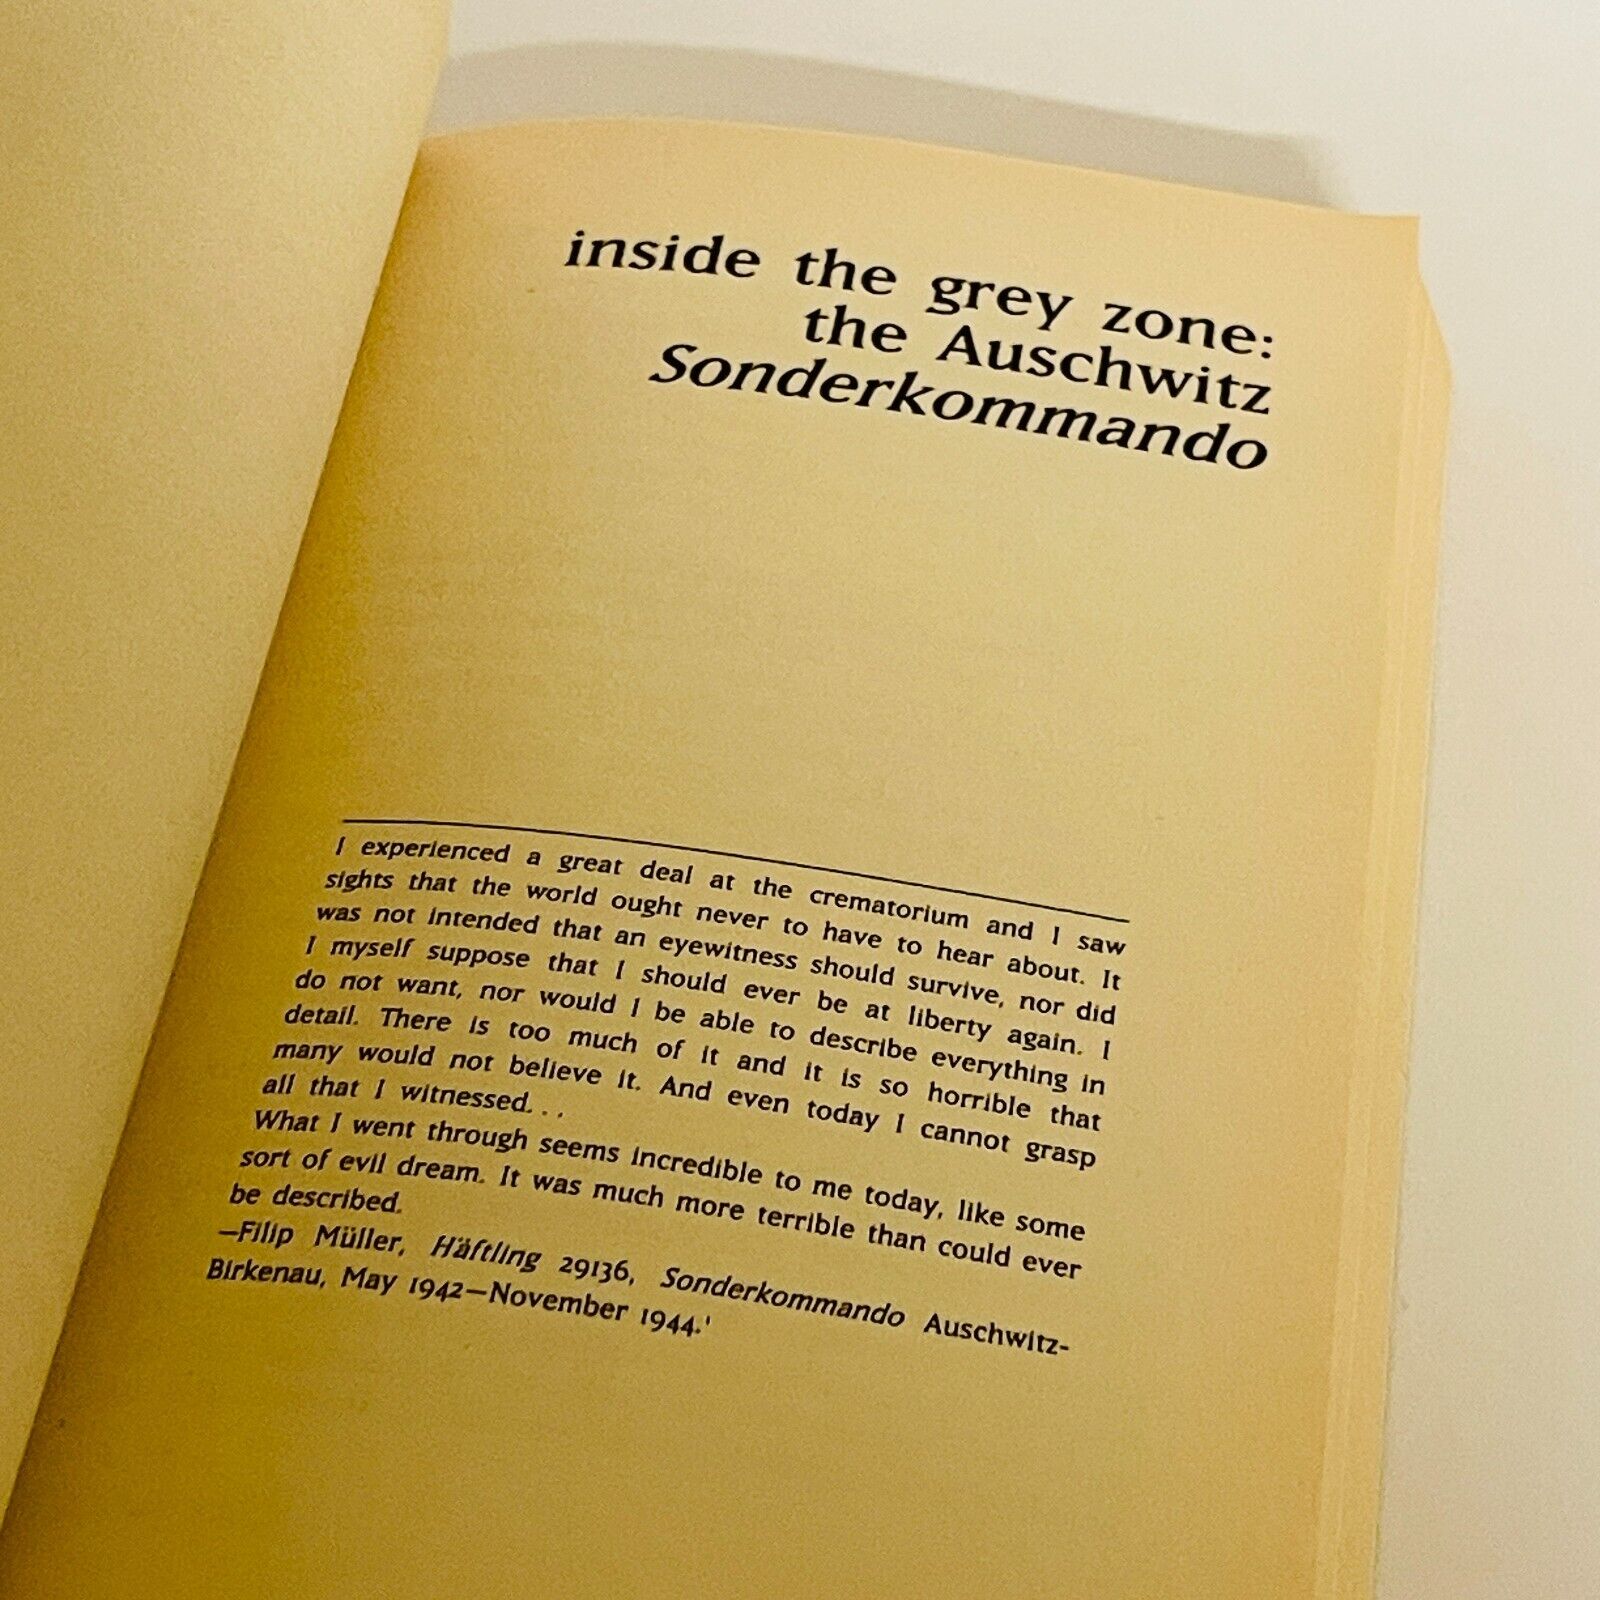 inside the grey zone:
the Auschwitz
Sonderkommando
I experienced a great deal at the crematorium and I saw
sights that the world ought never to have to hear about. It
was not intended that an eyewitness should survive, nor did
I myself suppose that I should ever be at liberty again. I
do not want, nor would I be able to describe everything in
detail. There is too much of it and it is so horrible that
many would not believe it. And even today I cannot grasp
all that I witnessed. . .
What I went through seems incredible to me today, like some
sort of evil dream. It was much more terrible than could ever
be described.
—Filip Müller, Häftling 29136, Sonderkommando Auschwitz-
Birkenau, May 1942—November 1944.¹